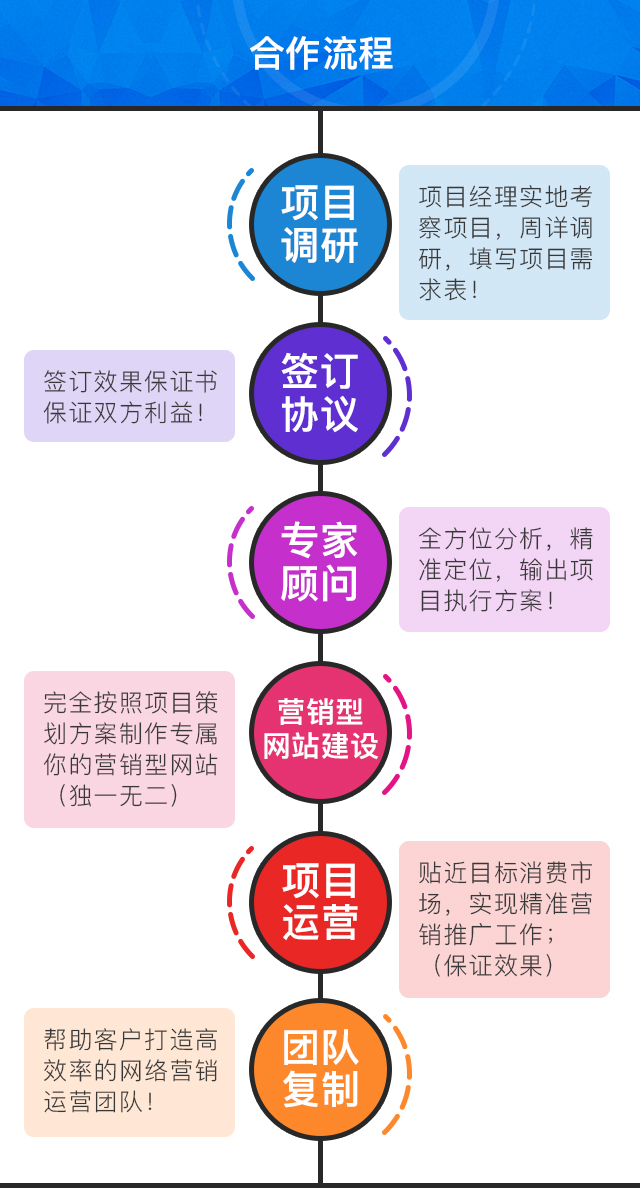 合作流程
项目
调研
项目经理实地考
察项目，周详调
研，填写项目需
求表！
签订
协议
签订效果保证书
保证双方利益！
专家
顾问
全方位分析，精
准定位，输出项
目执行方案！
营销型
网站建设
完全按照项目策
划方案制作专属
你的营销型网站
（独一无二）
项目
运营
贴近目标消费市
场，实现精准营
销推广工作；
（保证效果）
团队
复制
帮助客户打造高
效率的网络营销
运营团队！